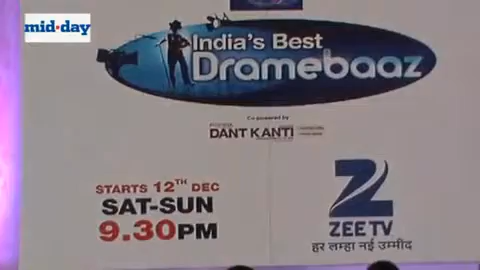 mid-day
India's Best
Dramebaaz
Co-powered by
DANT KANTI
STARTS 12TH DEC
SAT-SUN
9.30PM
Z
ZEE TV
हर लम्हा नई उम्मीद